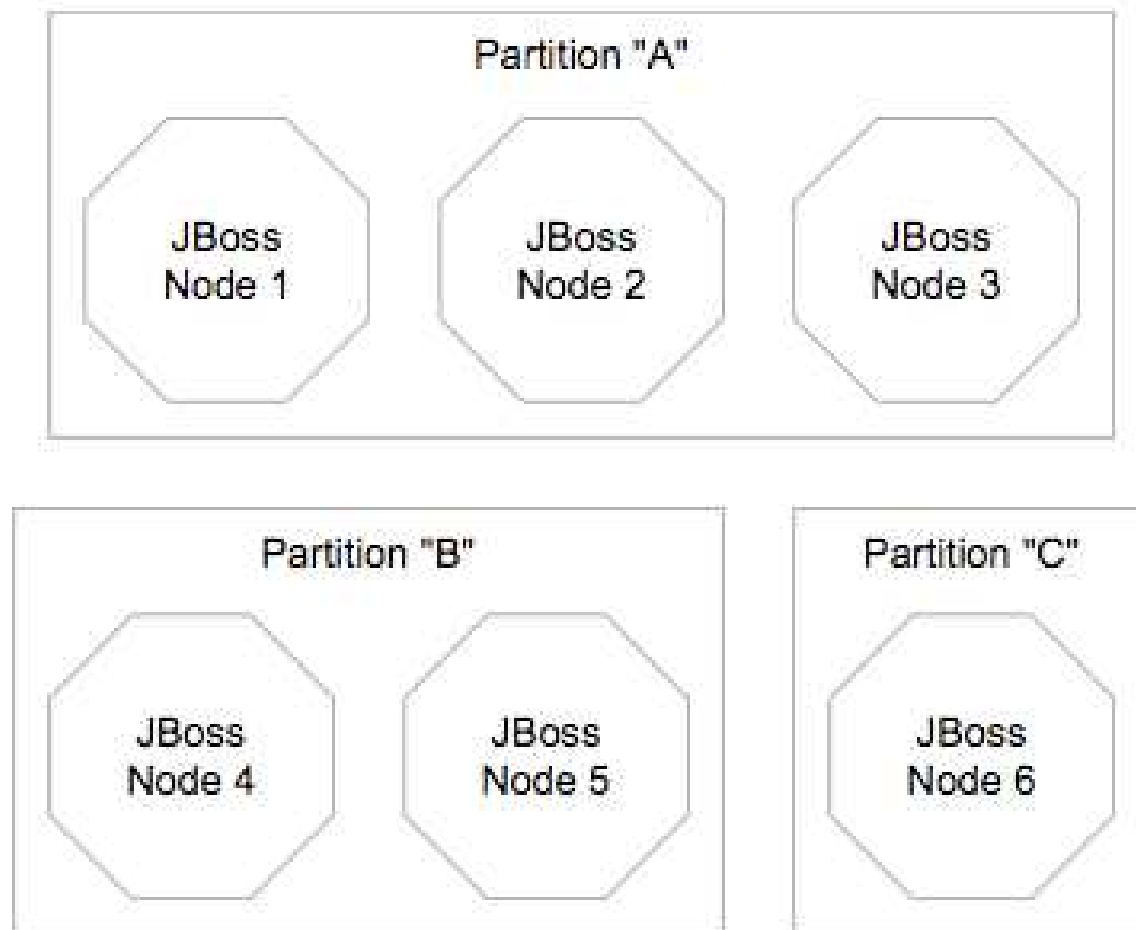 Partition "A"
JBoss
Node 1
JBoss
Node 2
JBoss
Node 3
Partition "B"
JBoss
Node 4
JBoss
Node 5
Partition "C"
JBoss
Node 6